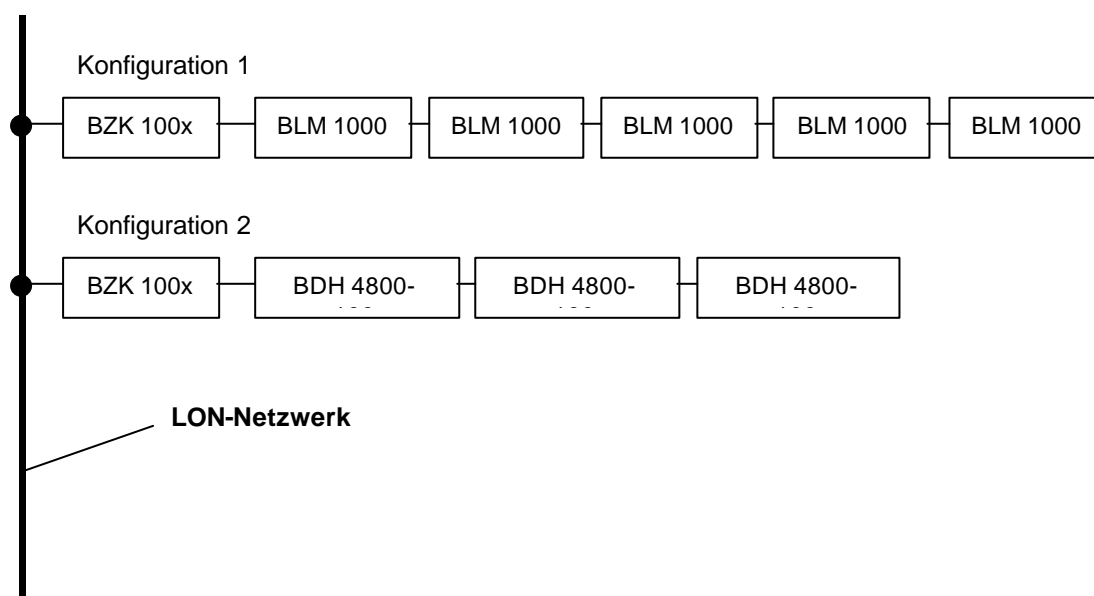 Konfiguration 1
BZK 100x BLM 1000 BLM 1000 BLM 1000 BLM 1000 BLM 1000
Konfiguration 2
BZK 100x BDH 4800- BDH 4800- BDH 4800-
LON-Netzwerk